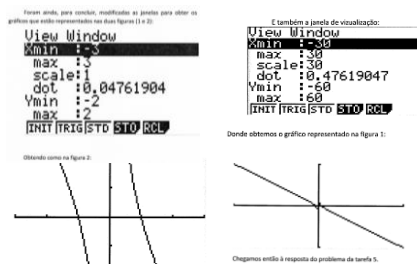 Foram ainda, para concluir, modificadas as janelas para obter os
gráficos que estão representados nas duas figuras (1 e 2):
View Window
Xmin :-3
max :3
scale:1
dot :0.04761904
Ymin :-2
max :2
INIT TRIG STD STO RCL
Obtendo como na figura 2:
E também a janela de visualização:
View Window
Xmin :-30
max :30
scale:30
dot :0.47619047
Ymin :-60
max :60
INIT TRIG STD STO RCL
Donde obtemos o gráfico representado na figura 1:
Chegamos então à resposta do problema da tarefa 5.